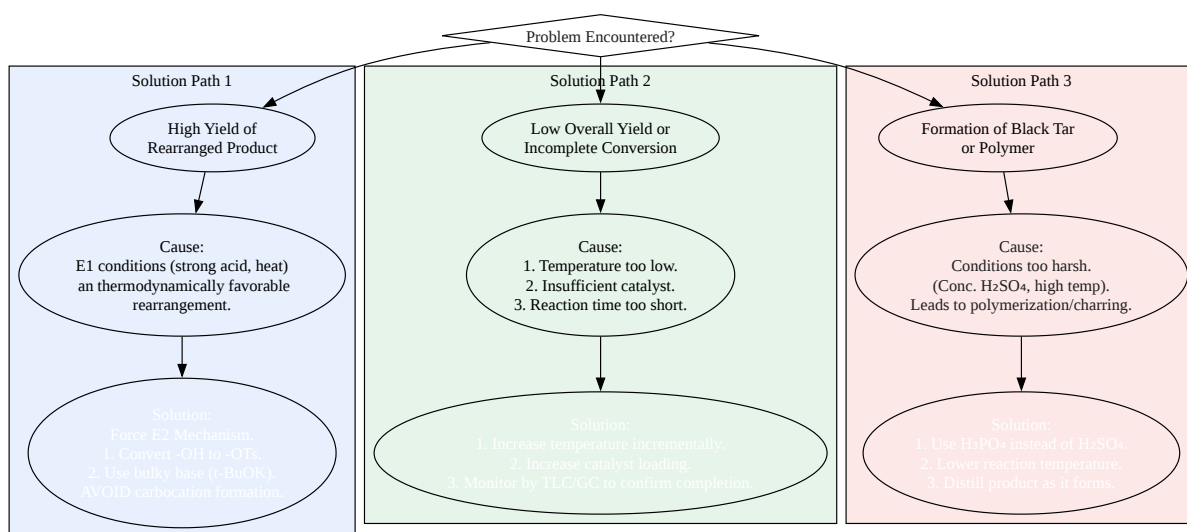 Problem Encountered?
Solution Path 1
High Yield of
Rearranged Product
Cause:
E1 conditions (strong acid, heat)
an thermodynamically favorable
rearrangement.
Solution:
Force E2 Mechanism.
1. Convert -OH to -OTs.
2. Use bulky base (t-BuOK).
AVOID carbocation formation.
Solution Path 2
Low Overall Yield or
Incomplete Conversion
Cause:
1. Temperature too low.
2. Insufficient catalyst.
3. Reaction time too short.
Solution:
1. Increase temperature incrementally.
2. Increase catalyst loading.
3. Monitor by TLC/GC to confirm completion.
Solution Path 3
Formation of Black Tar
or Polymer
Cause:
Conditions too harsh.
(Conc. H₂SO₄, high temp).
Leads to polymerization/charring.
Solution:
1. Use H₃PO₄ instead of H₂SO₄.
2. Lower reaction temperature.
3. Distill product as it forms.